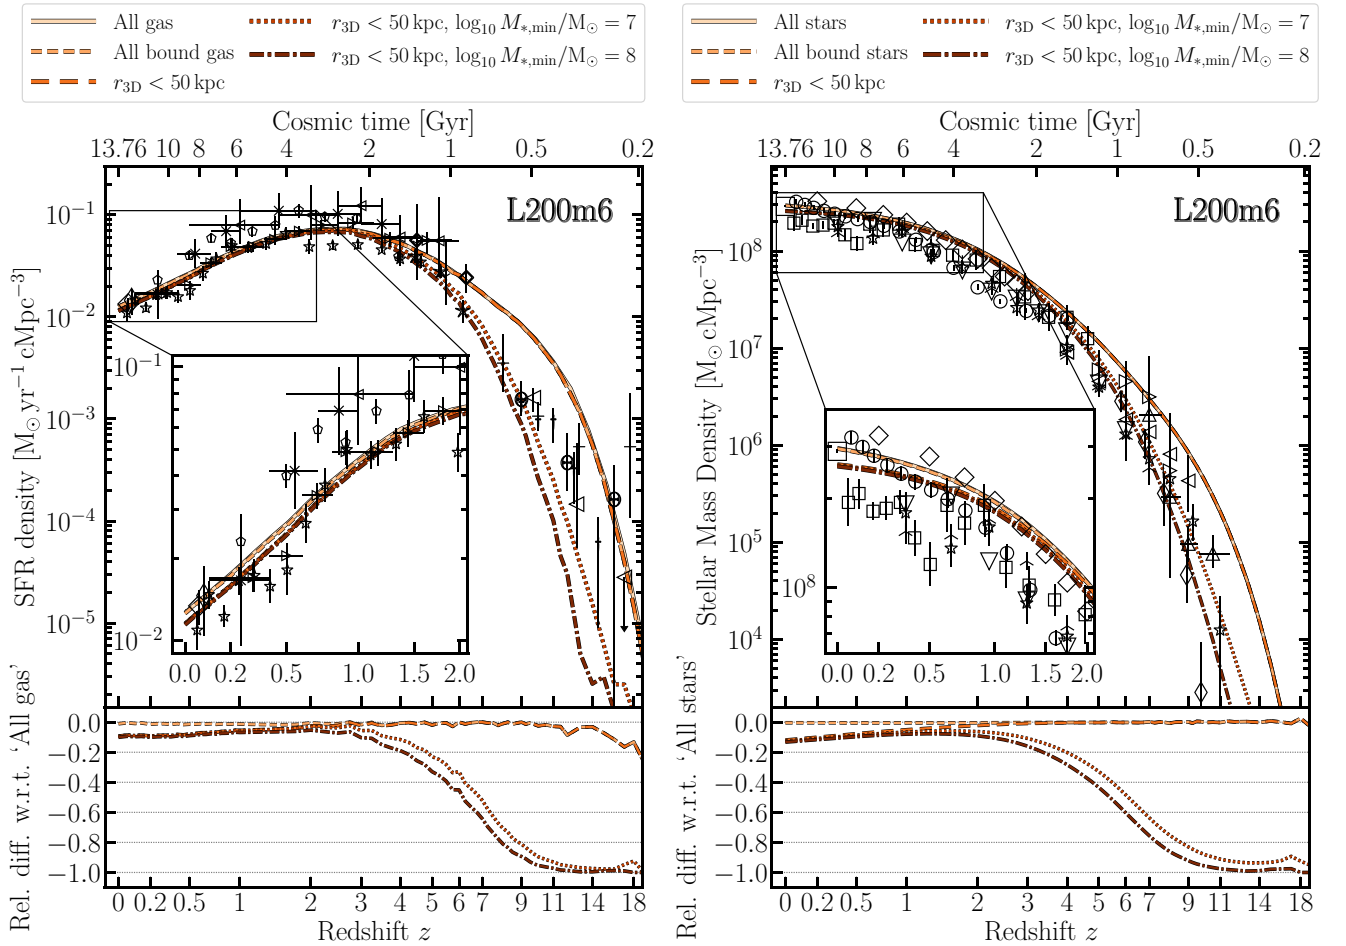 All gas
All bound gas
r₃D < 50 kpc
r₃D < 50 kpc, log₁₀ M∗,min/M⊙ = 7
r₃D < 50 kpc, log₁₀ M∗,min/M⊙ = 8
Cosmic time [Gyr]
13.76 10 8 6 4 2 1 0.5 0.2
L200m6
SFR density [M⊙ yr⁻¹ cMpc⁻³]
10⁻¹
10⁻²
10⁻³
10⁻⁴
10⁻⁵
10⁻¹
10⁻²
0.0 0.2 0.5 1.0 1.5 2.0
Redshift z
Rel. diff. w.r.t. ‘All gas’
0.0
−0.2
−0.4
−0.6
−0.8
−1.0
0 0.2 0.5 1 2 3 4 5 6 7 9 11 14 18
Redshift z
All stars
All bound stars
r₃D < 50 kpc
r₃D < 50 kpc, log₁₀ M∗,min/M⊙ = 7
r₃D < 50 kpc, log₁₀ M∗,min/M⊙ = 8
Cosmic time [Gyr]
13.76 10 8 6 4 2 1 0.5 0.2
L200m6
Stellar Mass Density [M⊙ cMpc⁻³]
10⁸
10⁷
10⁶
10⁵
10⁴
10⁸
0.0 0.2 0.5 1.0 1.5 2.0
Redshift z
Rel. diff. w.r.t. ‘All stars’
0.0
−0.2
−0.4
−0.6
−0.8
−1.0
0 0.2 0.5 1 2 3 4 5 6 7 9 11 14 18
Redshift z